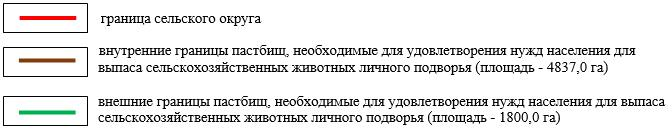 граница сельского округа
внутренние границы пастбищ, необходимые для удовлетворения нужд населения для
выпаса сельскохозяйственных животных личного подворья (площадь - 4837,0 га)
внешние границы пастбищ, необходимые для удовлетворения нужд населения для выпаса
сельскохозяйственных животных личного подворья (площадь - 1800,0 га)